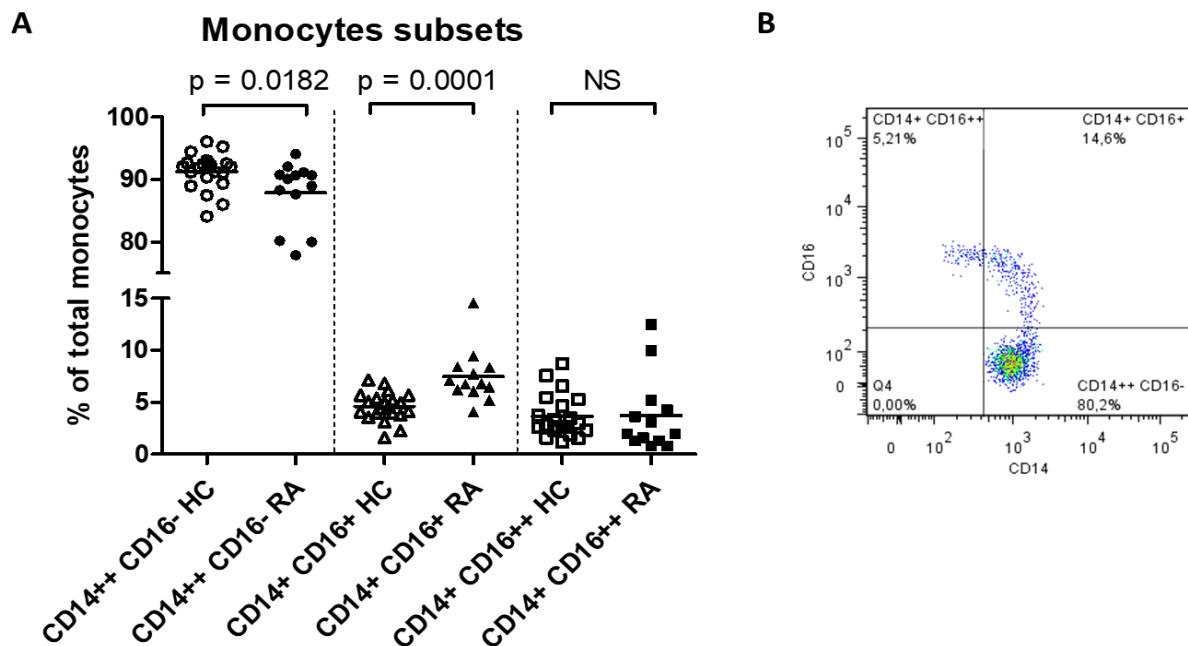 A
Monocytes subsets
p = 0.0182
p = 0.0001
NS
% of total monocytes
100
90
80
15
10
5
0
CD14++ CD16- HC
CD14++ CD16- RA
CD14+ CD16+ HC
CD14+ CD16+ RA
CD14+ CD16++ HC
CD14+ CD16++ RA
B
CD14+ CD16++
5,21%
CD14+ CD16+
14,6%
CD16
10^5
10^4
10^3
10^2
0
Q4
0,00%
CD14++ CD16-
80,2%
0 10^2 10^3 10^4 10^5
CD14